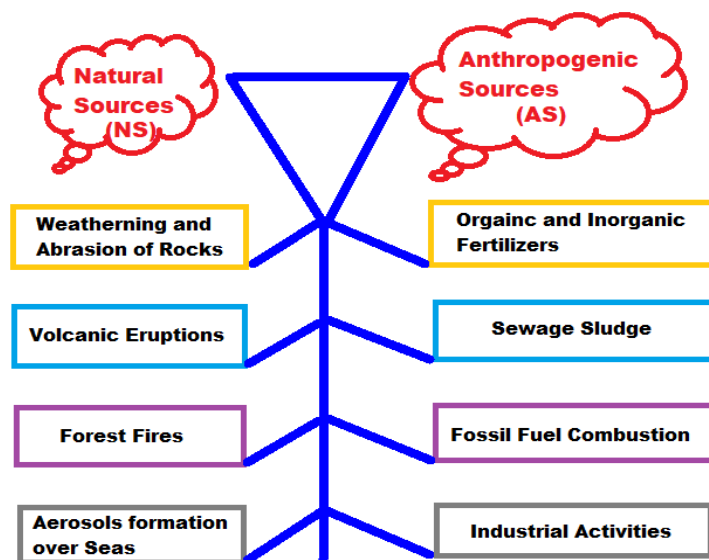 Natural
Sources
(NS)
Anthropogenic
Sources
(AS)
Weatherning and
Abrasion of Rocks
Orgainc and Inorganic
Fertilizers
Volcanic Eruptions
Sewage Sludge
Forest Fires
Fossil Fuel Combustion
Aerosols formation
over Seas
Industrial Activities